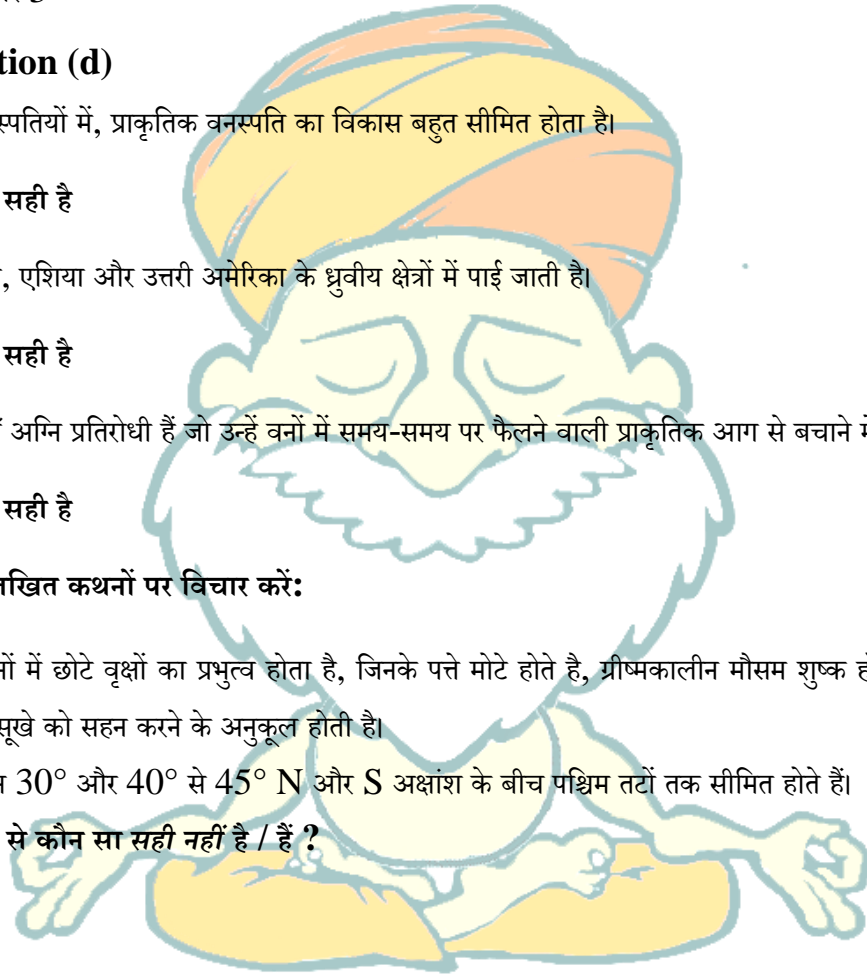 tion (d)
स्पतियों में, प्राकृतिक वनस्पति का विकास बहुत सीमित होता है।
सही है
, एशिया और उत्तरी अमेरिका के ध्रुवीय क्षेत्रों में पाई जाती है।
सही है
अग्नि प्रतिरोधी हैं जो उन्हें वनों में समय-समय पर फैलने वाली प्राकृतिक आग से बचाने में
सही है
लेखित कथनों पर विचार करें:
नों में छोटे वृक्षों का प्रभुत्व होता है, जिनके पत्ते मोटे होते है, ग्रीष्मकालीन मौसम शुष्क हो
सूखे को सहन करने के अनुकूल होती है।
30° और 40° से 45° N और S अक्षांश के बीच पश्चिम तटों तक सीमित होते हैं।
से कौन सा सही नहीं है / हैं ?